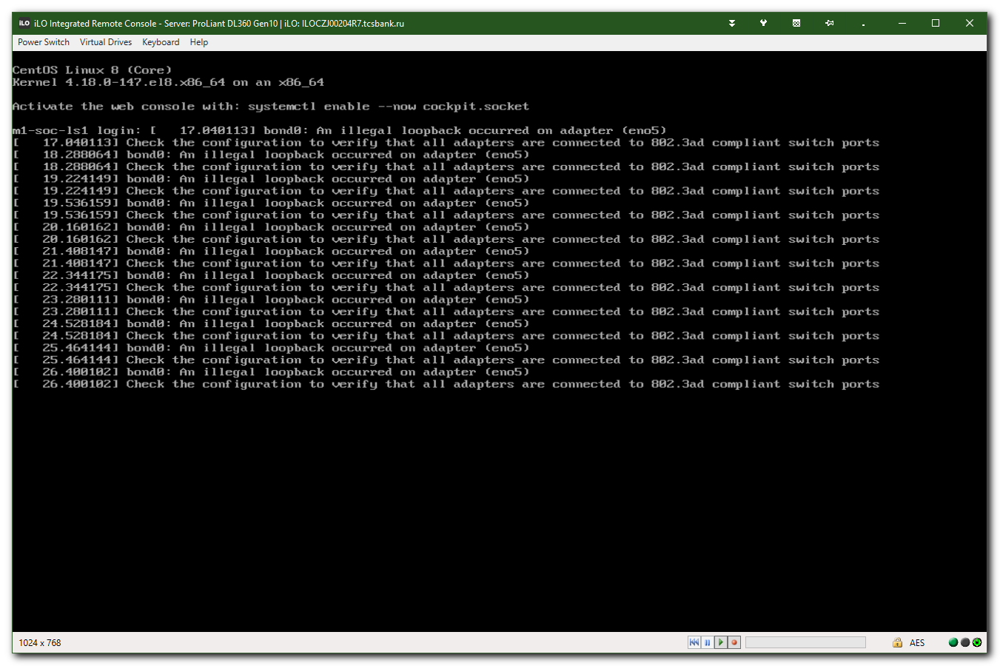 iLO iLO Integrated Remote Console - Server: ProLiant DL360 Gen10 | iLO: ILOCZJ00204R7.tcsbank.ru
Power Switch Virtual Drives Keyboard Help
CentOS Linux 8 (Core)
Kernel 4.18.0-147.el8.x86_64 on an x86_64
Activate the web console with: systemctl enable --now cockpit.socket
m1-soc-ls1 login: [   17.040113] bond0: An illegal loopback occurred on adapter (eno5)
[   17.040113] Check the configuration to verify that all adapters are connected to 802.3ad compliant switch ports
[   18.288064] bond0: An illegal loopback occurred on adapter (eno5)
[   18.288064] Check the configuration to verify that all adapters are connected to 802.3ad compliant switch ports
[   19.224149] bond0: An illegal loopback occurred on adapter (eno5)
[   19.224149] Check the configuration to verify that all adapters are connected to 802.3ad compliant switch ports
[   19.536159] bond0: An illegal loopback occurred on adapter (eno5)
[   19.536159] Check the configuration to verify that all adapters are connected to 802.3ad compliant switch ports
[   20.160162] bond0: An illegal loopback occurred on adapter (eno5)
[   20.160162] Check the configuration to verify that all adapters are connected to 802.3ad compliant switch ports
[   21.408147] bond0: An illegal loopback occurred on adapter (eno5)
[   21.408147] Check the configuration to verify that all adapters are connected to 802.3ad compliant switch ports
[   22.344175] bond0: An illegal loopback occurred on adapter (eno5)
[   22.344175] Check the configuration to verify that all adapters are connected to 802.3ad compliant switch ports
[   23.280111] bond0: An illegal loopback occurred on adapter (eno5)
[   23.280111] Check the configuration to verify that all adapters are connected to 802.3ad compliant switch ports
[   24.528184] bond0: An illegal loopback occurred on adapter (eno5)
[   24.528184] Check the configuration to verify that all adapters are connected to 802.3ad compliant switch ports
[   25.464144] bond0: An illegal loopback occurred on adapter (eno5)
[   25.464144] Check the configuration to verify that all adapters are connected to 802.3ad compliant switch ports
[   26.400102] bond0: An illegal loopback occurred on adapter (eno5)
[   26.400102] Check the configuration to verify that all adapters are connected to 802.3ad compliant switch ports
1024 x 768 AES